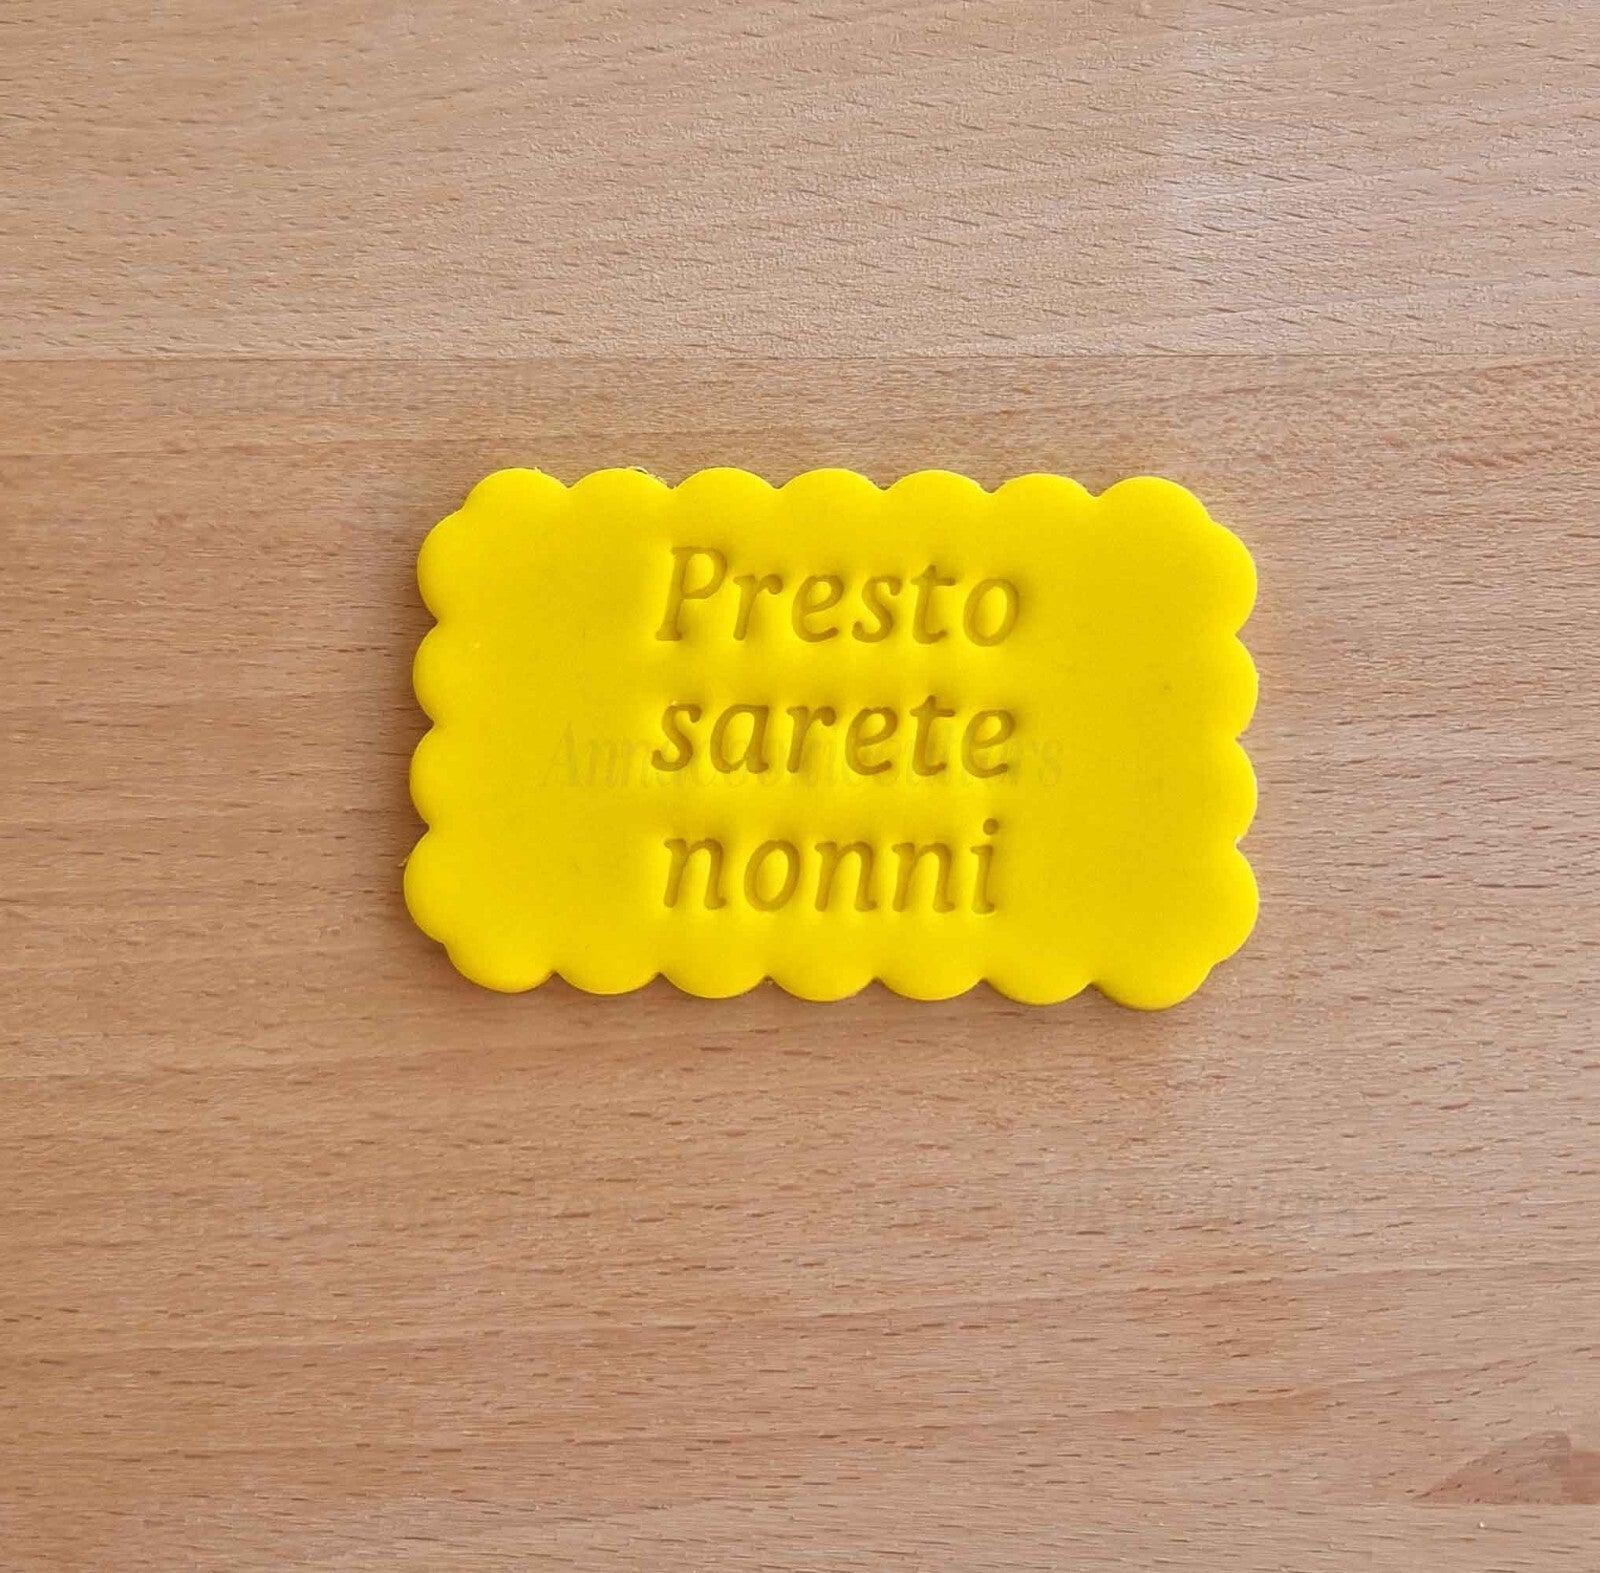 Presto
sarete
nonni